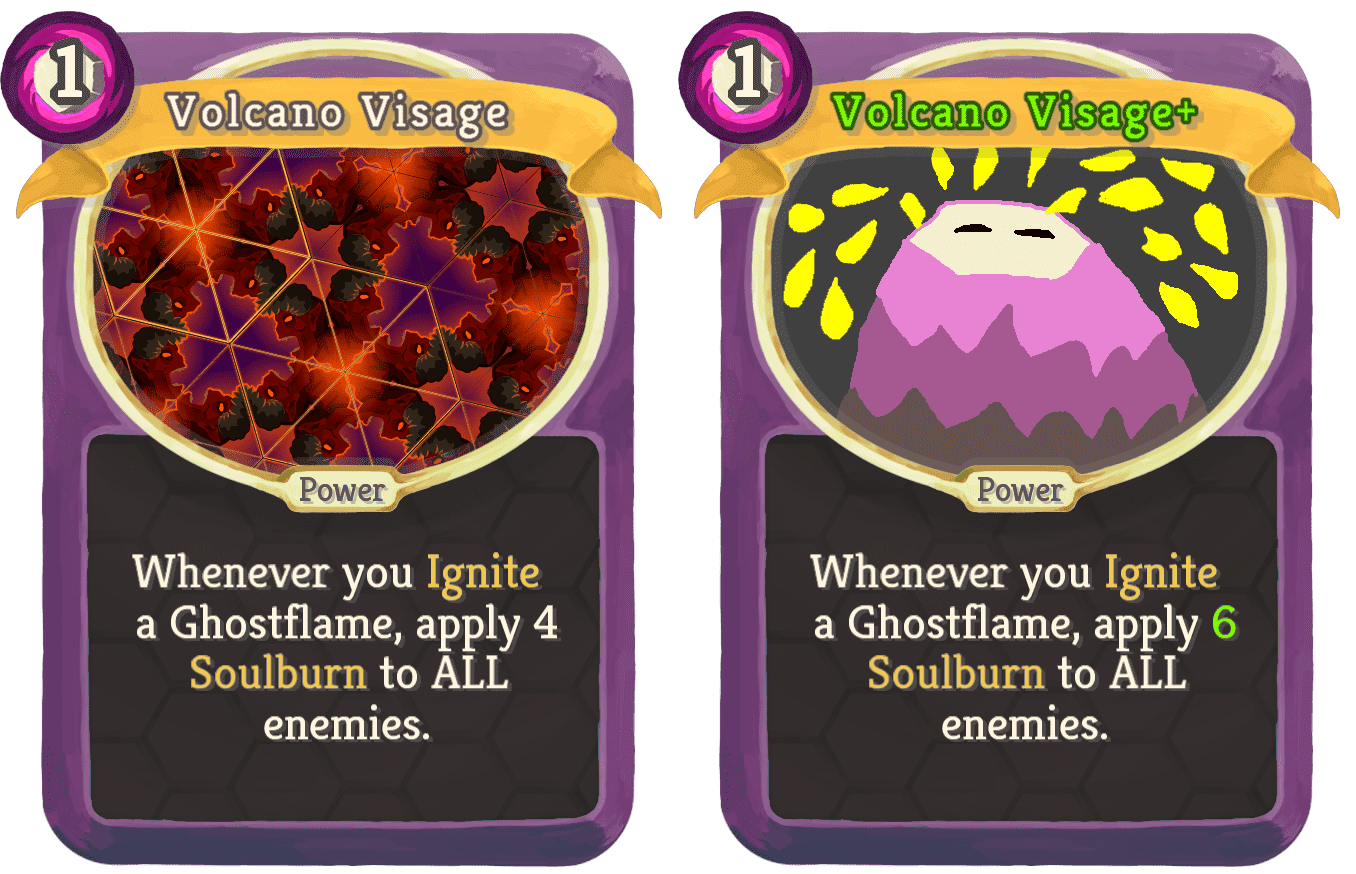 1
Volcano Visage
Power
Whenever you Ignite
a Ghostflame, apply 4
Soulburn to ALL
enemies.
1
Volcano Visage+
Power
Whenever you Ignite
a Ghostflame, apply 6
Soulburn to ALL
enemies.